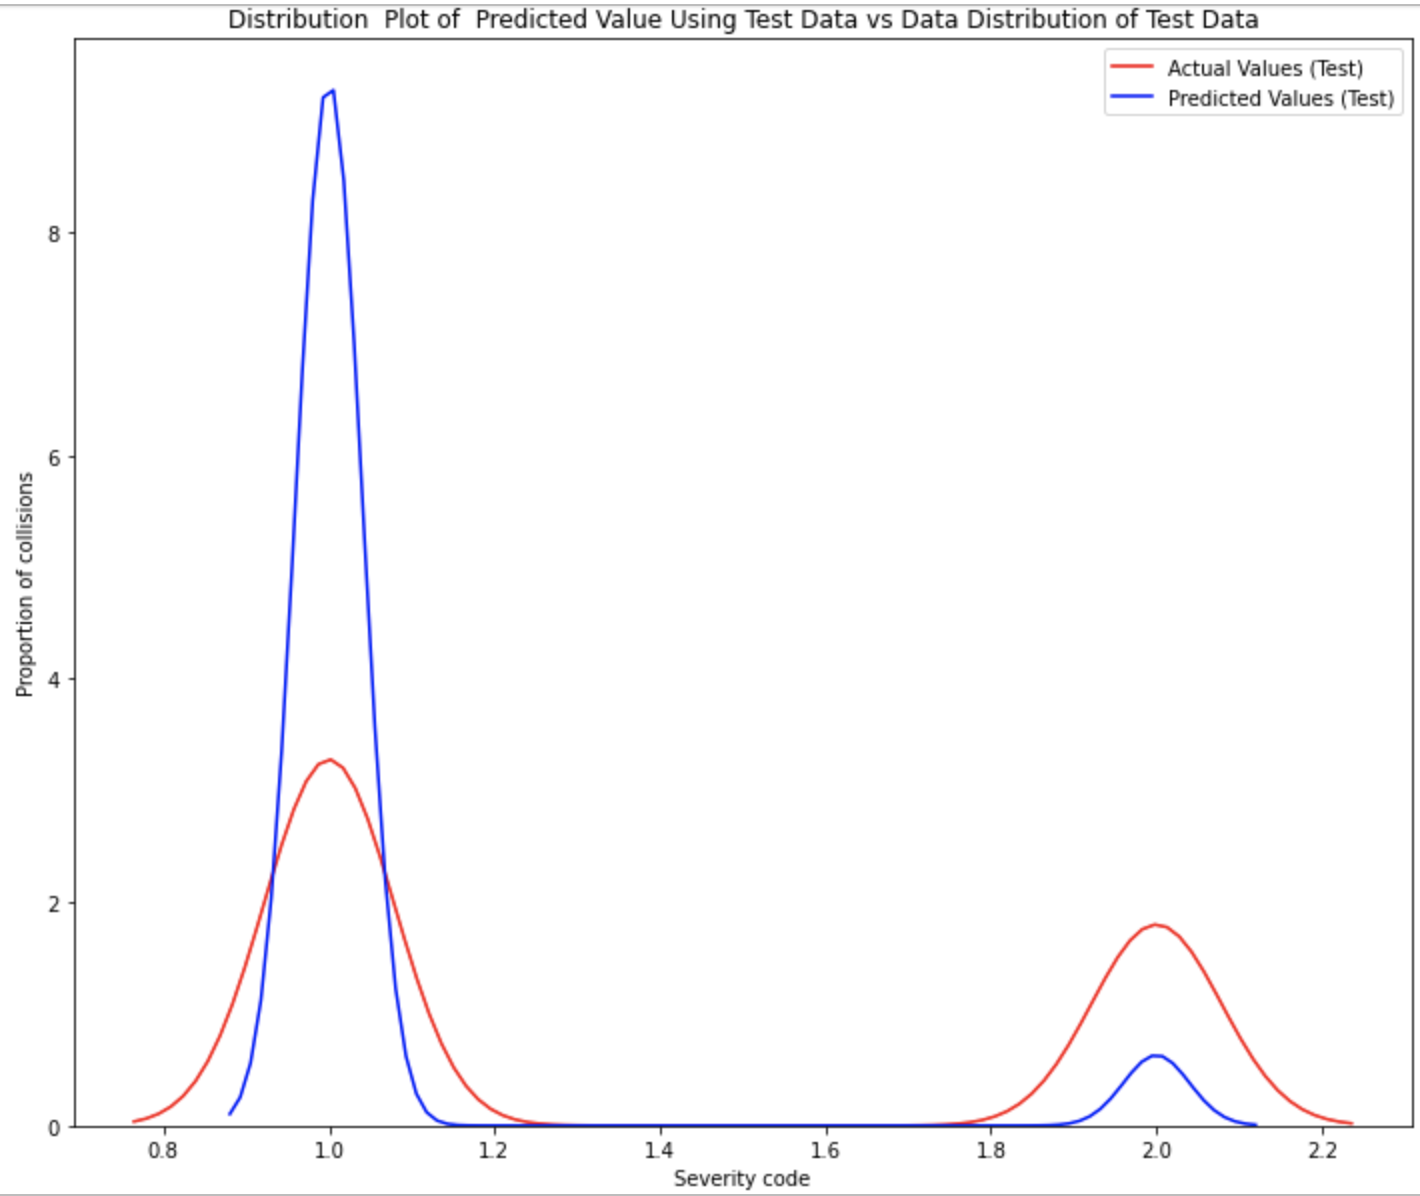 Distribution  Plot of  Predicted Value Using Test Data vs Data Distribution of Test Data
Actual Values (Test)
Predicted Values (Test)
8
6
4
2
0
Proportion of collisions
0.8 1.0 1.2 1.4 1.6 1.8 2.0 2.2
Severity code